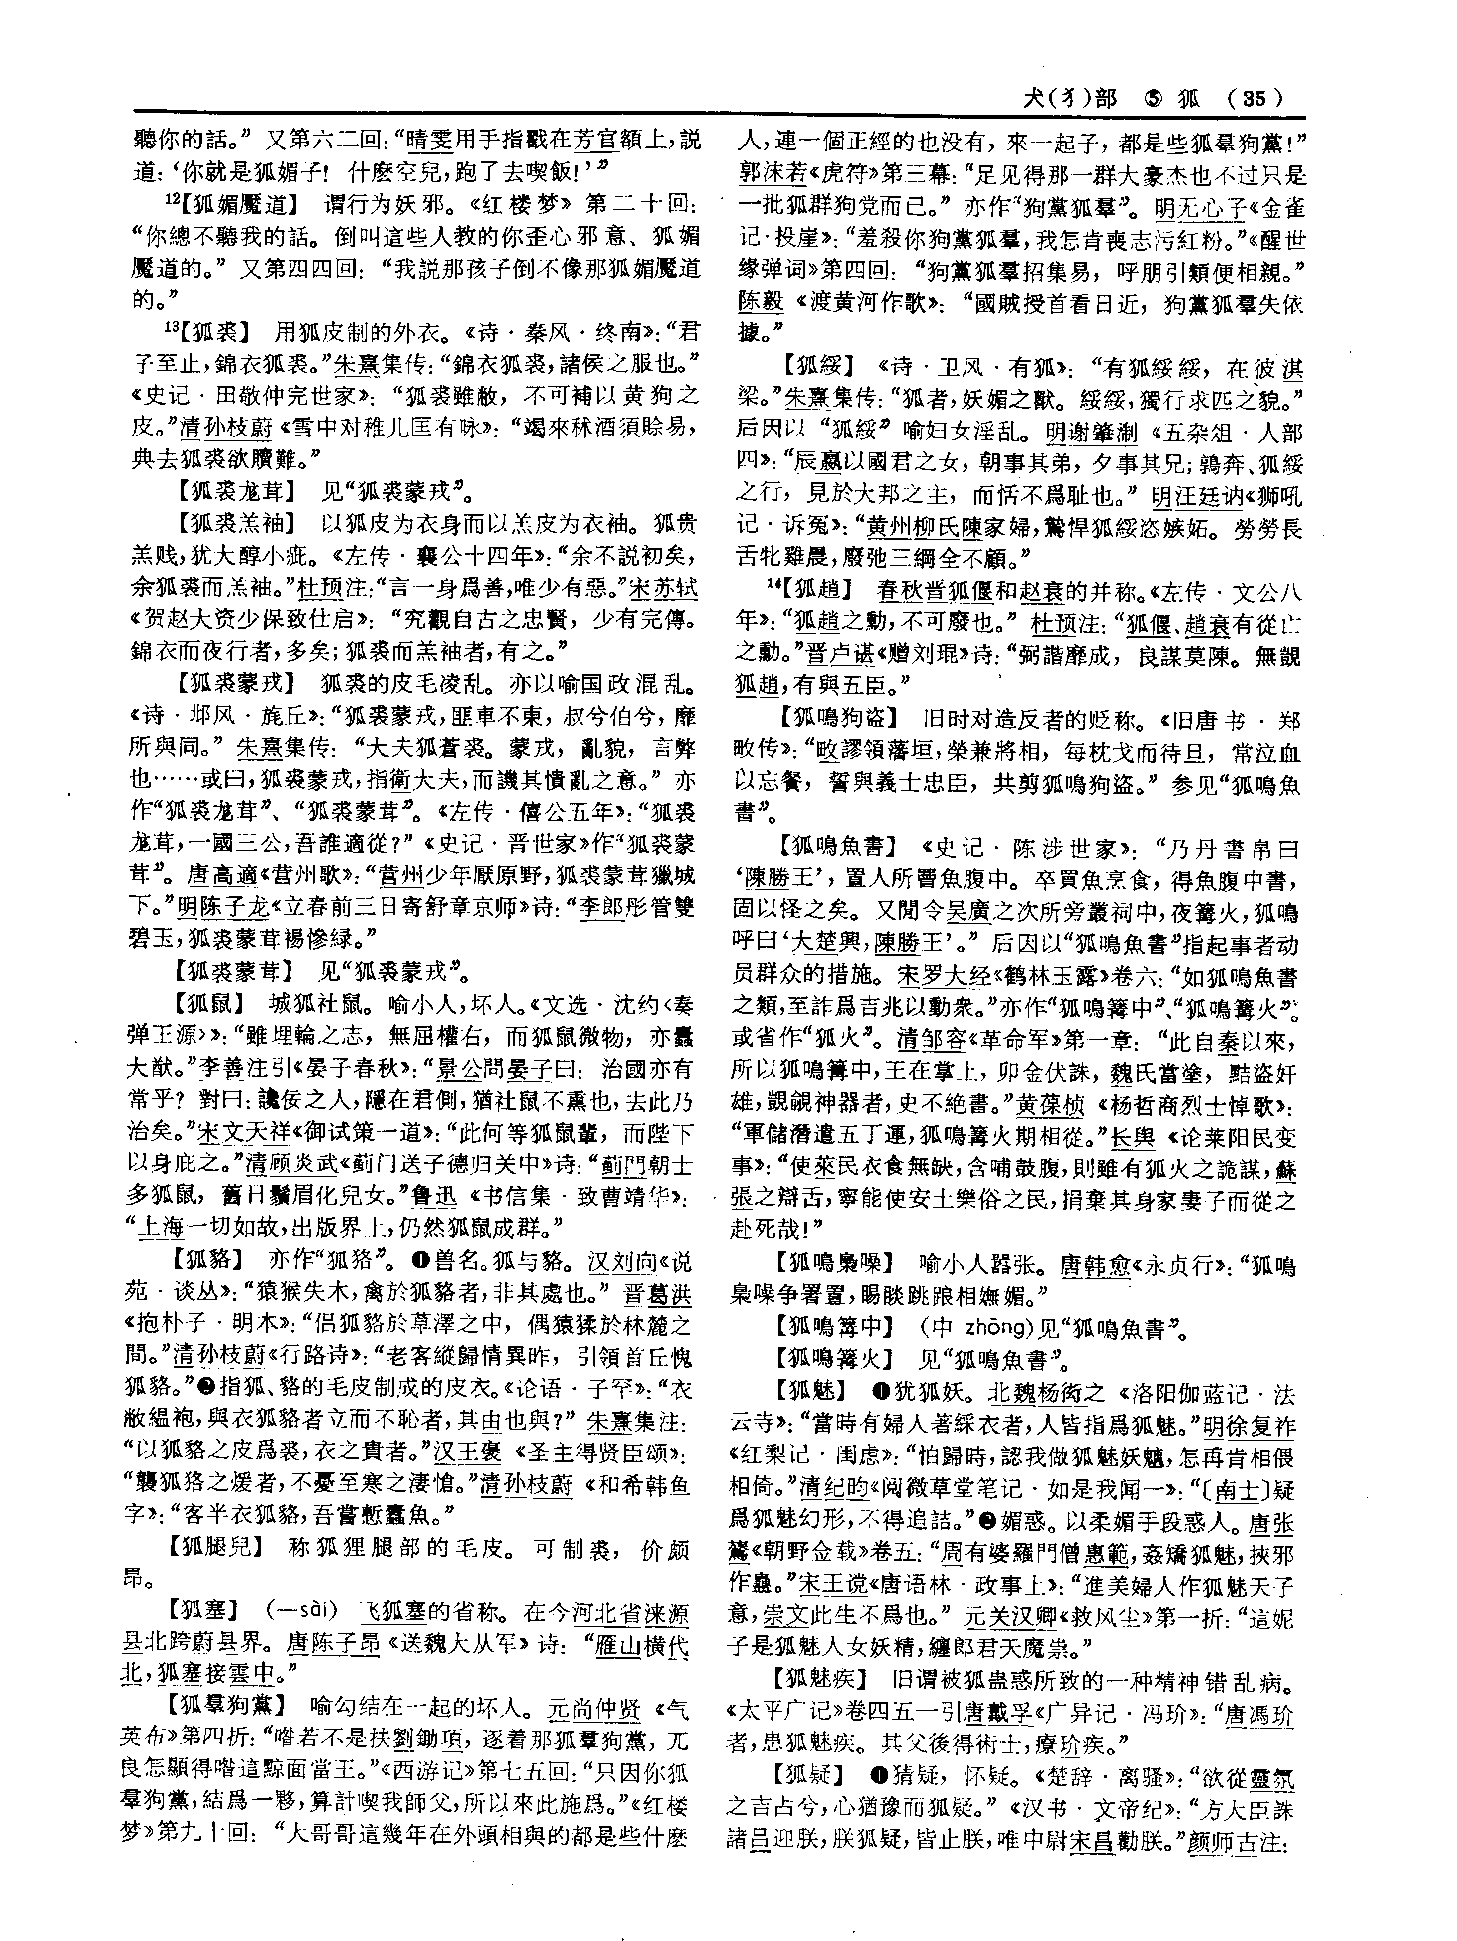 犬(犭)部 ⑤ 狐 (35)
聽你的話。”又第六二回：“晴雯用手指戳在芳官額上，説
道：‘你就是狐媚子！什麽空兒，跑了去喫飯！’”
12【狐媚魘道】 谓行为妖邪。《红楼梦》第二十回：
“你總不聽我的話。倒叫這些人教的你歪心邪意、狐媚
魘道的。”又第四四回：“我説那孩子倒不像那狐媚魘道
的。”
13【狐裘】 用狐皮制的外衣。《诗·秦风·终南》：“君
子至止，錦衣狐裘。”朱熹集传：“錦衣狐裘，諸侯之服也。”
《史记·田敬仲完世家》：“狐裘雖敝，不可補以黄狗之
皮。”清孙枝蔚《雪中对稚儿匡有咏》：“竭來秫酒須賒易，
典去狐裘欲贖難。”
【狐裘尨茸】 见“狐裘蒙戎”。
【狐裘羔袖】 以狐皮为衣身而以羔皮为衣袖。狐贵
羔贱，犹大醇小疵。《左传·襄公十四年》：“余不説初矣，
余狐裘而羔袖。”杜预注：“言一身爲善，唯少有惡。”宋苏轼
《贺赵大资少保致仕启》：“究觀自古之忠賢，少有完傳。
錦衣而夜行者，多矣；狐裘而羔袖者，有之。”
【狐裘蒙戎】 狐裘的皮毛凌乱。亦以喻国政混乱。
《诗·邶风·旄丘》：“狐裘蒙戎，匪車不東，叔兮伯兮，靡
所與同。”朱熹集传：“大夫狐蒼裘。蒙戎，亂貌，言弊
也……或曰，狐裘蒙戎，指衛大夫，而譏其憒亂之意。”亦
作“狐裘尨茸”、“狐裘蒙茸”。《左传·僖公五年》：“狐裘
尨茸，一國三公，吾誰適從？”《史记·晋世家》作“狐裘蒙
茸”。唐高適《营州歌》：“营州少年厭原野，狐裘蒙茸獵城
下。”明陈子龙《立春前三日寄舒章京师》诗：“李郎彤管雙
碧玉，狐裘蒙茸裼慘緑。”
【狐裘蒙茸】 见“狐裘蒙戎”。
【狐鼠】 城狐社鼠。喻小人，坏人。《文选·沈约〈奏
弹王源〉》：“雖埋輪之志，無屈權右，而狐鼠微物，亦蠹
大猷。”李善注引《晏子春秋》：“景公問晏子曰：治國亦有
常乎？對曰：讒佞之人，隱在君側，猶社鼠不熏也，去此乃
治矣。”宋文天祥《御试策一道》：“此何等狐鼠輩，而陛下
以身庇之。”清顾炎武《蓟门送子德归关中》诗：“薊門朝士
多狐鼠，舊日鬚眉化兒女。”鲁迅《书信集·致曹靖华》：
“上海一切如故，出版界上，仍然狐鼠成群。”
【狐貉】 亦作“狐狢”。❶兽名。狐与貉。汉刘向《说
苑·谈丛》：“猿猴失木，禽於狐貉者，非其處也。”晋葛洪
《抱朴子·明本》：“侣狐貉於草澤之中，偶猿猱於林麓之
間。”清孙枝蔚《行路诗》：“老客縱歸情異昨，引領首丘愧
狐貉。”❷指狐、貉的毛皮制成的皮衣。《论语·子罕》：“衣
敝緼袍，與衣狐貉者立而不恥者，其由也與？”朱熹集注：
“以狐貉之皮爲裘，衣之貴者。”汉王褒《圣主得贤臣颂》：
“襲狐狢之煖者，不憂至寒之淒愴。”清孙枝蔚《和希韩鱼
字》：“客半衣狐貉，吾嘗慙蠹魚。”
【狐腿兒】 称狐狸腿部的毛皮。可制裘，价颇
昂。
【狐塞】 （—sài） 飞狐塞的省称。在今河北省涞源
县北跨蔚县界。唐陈子昂《送魏大从军》诗：“雁山横代
北，狐塞接雲中。”
【狐羣狗黨】 喻勾结在一起的坏人。元尚仲贤《气
英布》第四折：“喒若不是扶劉鋤項，逐着那狐羣狗黨，兀
良怎顯得喒這黥面當王。”《西游记》第七五回：“只因你狐
羣狗黨，結爲一夥，算計喫我師父，所以來此施爲。”《红楼
梦》第九十回：“大哥哥這幾年在外頭相與的都是些什麽
人，連一個正經的也没有，來一起子，都是些狐羣狗黨！”
郭沫若《虎符》第三幕：“足见得那一群大豪杰也不过只是
一批狐群狗党而已。”亦作“狗黨狐羣”。明无心子《金雀
记·投崖》：“羞殺你狗黨狐羣，我怎肯喪志污紅粉。”《醒世
缘弹词》第四回：“狗黨狐羣招集易，呼朋引類便相親。”
陈毅《渡黄河作歌》：“國賊授首看日近，狗黨狐羣失依
據。”
【狐綏】 《诗·卫风·有狐》：“有狐綏綏，在彼淇
梁。”朱熹集传：“狐者，妖媚之獸。綏綏，獨行求匹之貌。”
后因以“狐綏”喻妇女淫乱。明谢肇淛《五杂俎·人部
四》：“辰嬴以國君之女，朝事其弟，夕事其兄；鶉奔、狐綏
之行，見於大邦之主，而恬不爲耻也。”明汪廷讷《狮吼
记·诉冤》：“黄州柳氏陳家婦，驁悍狐綏恣嫉妬。勞勞長
舌牝雞晨，廢弛三綱全不顧。”
14【狐趙】 春秋晋狐偃和赵衰的并称。《左传·文公八
年》：“狐趙之勳，不可廢也。”杜预注：“狐偃、趙衰有從亡
之勳。”晋卢谌《赠刘琨》诗：“弼諧靡成，良謀莫陳。無覬
狐趙，有與五臣。”
【狐鳴狗盜】 旧时对造反者的贬称。《旧唐书·郑
畋传》：“畋謬領藩垣，榮兼將相，每枕戈而待旦，常泣血
以忘餐，誓與義士忠臣，共剪狐鳴狗盜。”参见“狐鳴魚
書”。
【狐鳴魚書】 《史记·陈涉世家》：“乃丹書帛曰
‘陳勝王’，置人所罾魚腹中。卒買魚烹食，得魚腹中書，
固以怪之矣。又閒令吴廣之次所旁叢祠中，夜篝火，狐鳴
呼曰‘大楚興，陳勝王’。”后因以“狐鳴魚書”指起事者动
员群众的措施。宋罗大经《鹤林玉露》卷六：“如狐鳴魚書
之類，至詐爲吉兆以動衆。”亦作“狐鳴篝中”、“狐鳴篝火”。
或省作“狐火”。清邹容《革命军》第一章：“此自秦以來，
所以狐鳴篝中，王在掌上，卯金伏誅，魏氏當塗，黠盜奸
雄，覬覦神器者，史不絶書。”黄葆桢《杨哲商烈士悼歌》：
“軍儲潛遣五丁運，狐鳴篝火期相從。”长舆《论莱阳民变
事》：“使萊民衣食無缺，含哺鼓腹，則雖有狐火之詭謀，蘇
張之辯舌，寧能使安土樂俗之民，捐棄其身家妻子而從之
赴死哉！”
【狐鳴梟噪】 喻小人嚣张。唐韩愈《永贞行》：“狐鳴
梟噪争署置，賜睒跳踉相嫵媚。”
【狐鳴篝中】 （中 zhōng）见“狐鳴魚書”。
【狐鳴篝火】 见“狐鳴魚書”。
【狐魅】 ❶犹狐妖。北魏杨衒之《洛阳伽蓝记·法
云寺》：“當時有婦人著綵衣者，人皆指爲狐魅。”明徐复祚
《红梨记·闺虑》：“怕歸時，認我做狐魅妖魑，怎再肯相偎
相倚。”清纪昀《阅微草堂笔记·如是我闻一》：“〔南士〕疑
爲狐魅幻形，不得追詰。”❷媚惑。以柔媚手段惑人。唐张
鷟《朝野佥载》卷五：“周有婆羅門僧惠範，姦矯狐魅，挾邪
作蠱。”宋王谠《唐语林·政事上》：“進美婦人作狐魅天子
意，崇文此生不爲也。”元关汉卿《救风尘》第一折：“這妮
子是狐魅人女妖精，纏郎君天魔祟。”
【狐魅疾】 旧谓被狐蛊惑所致的一种精神错乱病。
《太平广记》卷四五一引唐戴孚《广异记·冯玠》：“唐馮玠
者，患狐魅疾。其父後得術士，療玠疾。”
【狐疑】 ❶猜疑，怀疑。《楚辞·离骚》：“欲從靈氛
之吉占兮，心猶豫而狐疑。”《汉书·文帝纪》：“方大臣誅
諸吕迎朕，朕狐疑，皆止朕，唯中尉宋昌勸朕。”颜师古注：